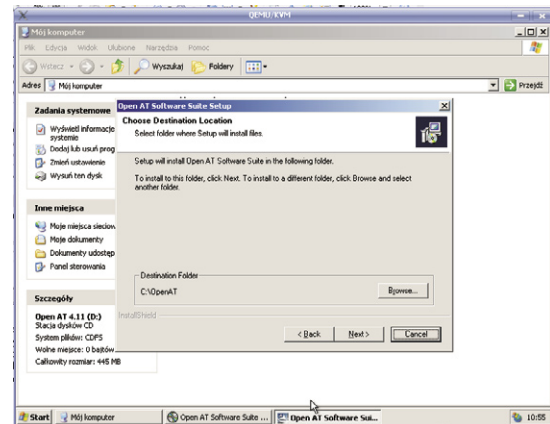 QEMU/KVM
Mój komputer
Plik Edycja Widok Ulubione Narzędzia Pomoc
Wstecz Wyszukaj Foldery
Adres Mój komputer Przejdź
Zadania systemowe
Wyświetl informacje
systemie
Dodaj lub usuń prog
Zmień ustawienie
Wysuń ten dysk
Inne miejsca
Moje miejsca sieciow
Moje dokumenty
Dokumenty udostęp
Panel sterowania
Szczegóły
Open AT 4.11 (D:)
Stacja dysków CD
System plików: CDFS
Wolne miejsce: 0 bajtów
Całkowity rozmiar: 445 MB
Open AT Software Suite Setup
Choose Destination Location
Select folder where Setup will install files.
Setup will install Open AT Software Suite in the following folder.
To install to this folder, click Next. To install to a different folder, click Browse and select
another folder.
Destination Folder
C:\OpenAT Browse...
InstallShield
< Back Next > Cancel
Start Mój komputer Open AT Software Suite ... Open AT Software Sui... 10:55